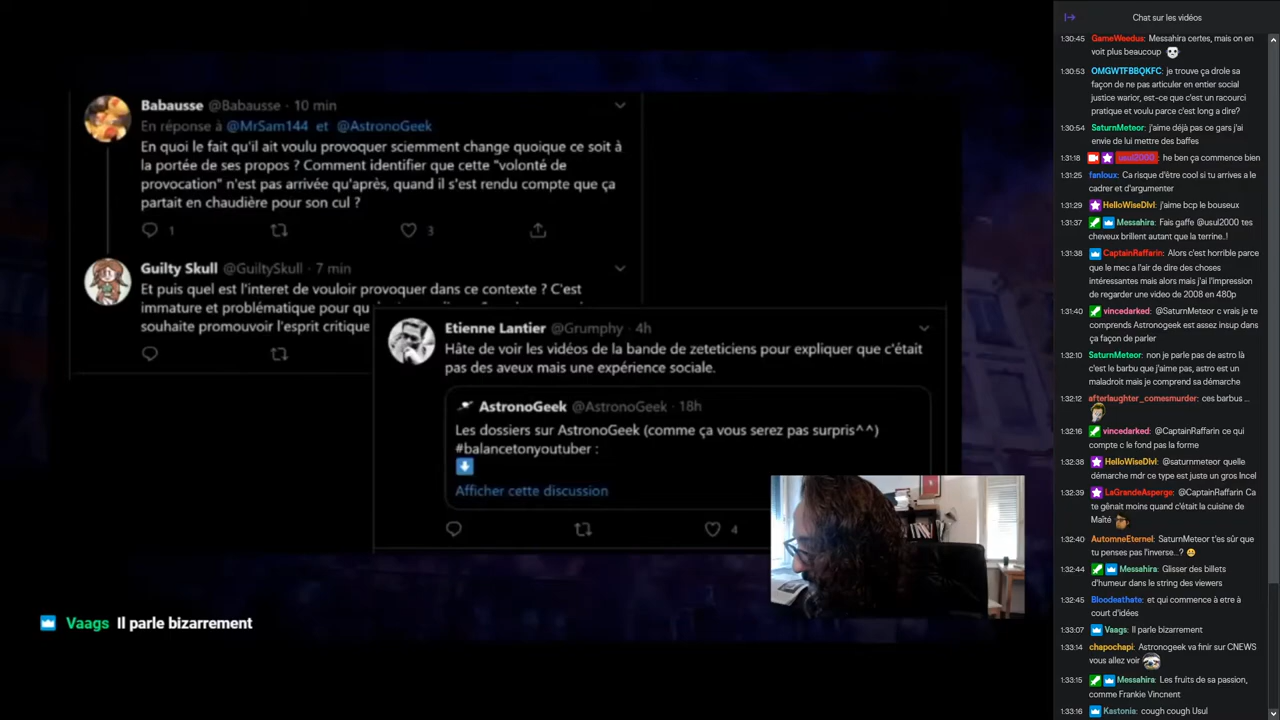 Babausse @Babausse · 10 min
En réponse à @MrSam144 et @AstronoGeek
En quoi le fait qu'il ait voulu provoquer sciemment change quoique ce soit à
la portée de ses propos ? Comment identifier que cette "volonté de
provocation" n'est pas arrivée qu'après, quand il s'est rendu compte que ça
partait en chaudière pour son cul ?
1
3
Guilty Skull @GuiltySkull · 7 min
Et puis quel est l'interet de vouloir provoquer dans ce contexte ? C'est
immature et problématique pour qu
souhaite promouvoir l'esprit critique
Etienne Lantier @Grumphy · 4h
Hâte de voir les vidéos de la bande de zeteticiens pour expliquer que c'était
pas des aveux mais une expérience sociale.
AstronoGeek @AstronoGeek · 18h
Les dossiers sur AstronoGeek (comme ça vous serez pas surpris^^)
#balancetonyoutuber :
Afficher cette discussion
4
Vaags Il parle bizarrement
Chat sur les vidéos
1:30:45 GameWeedus: Messahira certes, mais on en
voit plus beaucoup
1:30:53 OMGWTFBBQKFC: je trouve ça drole sa
façon de ne pas articuler en entier social
justice warior, est-ce que c'est un racourci
pratique et voulu parce c'est long a dire?
1:30:54 SaturnMeteor: j'aime déjà pas ce gars j'ai
envie de lui mettre des baffes
1:31:18 usul2000: he ben ça commence bien
1:31:25 fanloux: Ca risque d'être cool si tu arrives a le
cadrer et d'argumenter
1:31:29 HelloWiseDlvl: j'aime bcp le bouseux
1:31:37 Messahira: Fais gaffe @usul2000 tes
cheveux brillent autant que la terrine..!
1:31:38 CaptainRaffarin: Alors c'est horrible parce
que le mec a l'air de dire des choses
intéressantes mais alors mais j'ai l'impression
de regarder une video de 2008 en 480p
1:31:40 vincedarked: @SaturnMeteor c vrais je te
comprends Astronogeek est assez insup dans
ça façon de parler
1:32:10 SaturnMeteor: non je parle pas de astro là
c'est le barbu que j'aime pas, astro est un
maladroit mais je comprend sa démarche
1:32:12 afterlaughter_comesmurder: ces barbus ...
1:32:16 vincedarked: @CaptainRaffarin ce qui
compte c le fond pas la forme
1:32:38 HelloWiseDlvl: @saturnmeteor quelle
démarche mdr ce type est juste un gros Incel
1:32:39 LaGrandeAsperge: @CaptainRaffarin Ca
te gênait moins quand c'était la cuisine de
Maïté
1:32:40 AutomneEternel: SaturnMeteor t'es sûr que
tu penses pas l'inverse...?
1:32:44 Messahira: Glisser des billets
d'humeur dans le string des viewers
1:32:45 Bloodeathate: et qui commence à etre à
court d'idées
1:33:07 Vaags: Il parle bizarrement
1:33:14 chapochapi: Astronogeek va finir sur CNEWS
vous allez voir
1:33:15 Messahira: Les fruits de sa passion,
comme Frankie Vincnent
1:33:16 Kastonia: cough cough Usul